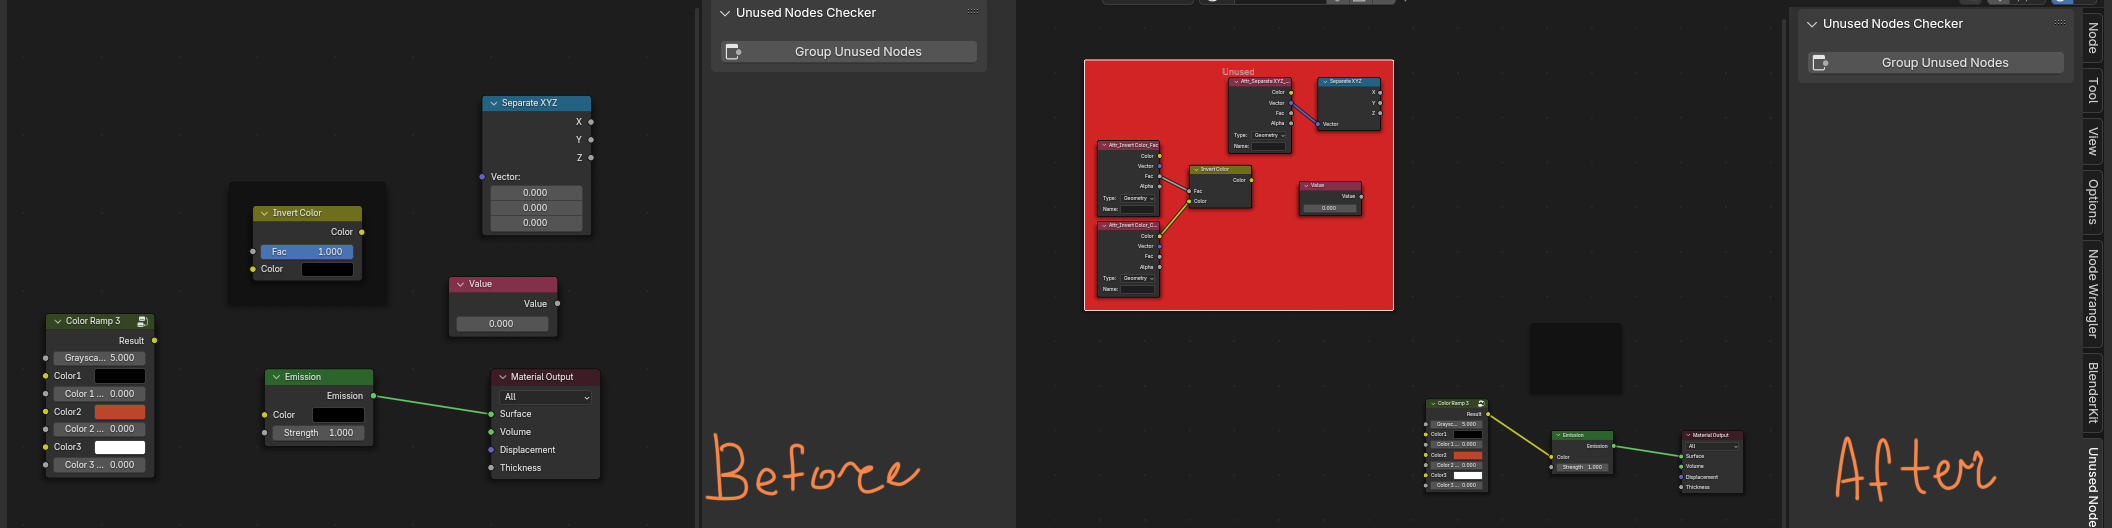 Unused Nodes Checker
Group Unused Nodes
Separate XYZ
X
Y
Z
Vector:
0.000
0.000
0.000
Invert Color
Color
Fac 1.000
Color
Value
Value
0.000
Color Ramp 3
Result
Graysca... 5.000
Color1
Color 1 ... 0.000
Color2
Color 2 ... 0.000
Color3
Color 3 ... 0.000
Emission
Emission
Color
Strength 1.000
Material Output
All
Surface
Volume
Displacement
Thickness
Before
Unused
Attr_Separate XYZ_...
Color
Vector
Fac
Alpha
Type: Geometry
Name:
Separate XYZ
X
Y
Z
Vector
Attr_Invert Color_Fac
Color
Vector
Fac
Alpha
Type: Geometry
Name:
Invert Color
Color
Fac
Color
Value
Value
0.000
Attr_Invert Color_C...
Color
Vector
Fac
Alpha
Type: Geometry
Name:
Color Ramp 3
Result
Graysc... 5.000
Color1
Color 1 ... 0.000
Color2
Color 2 ... 0.000
Color3
Color 3 ... 0.000
Emission
Emission
Color
Strength 1.000
Material Output
All
Surface
Volume
Displacement
Thickness
Unused Nodes Checker
Group Unused Nodes
After
Node
Tool
View
Options
Node Wrangler
BlenderKit
Unused Node